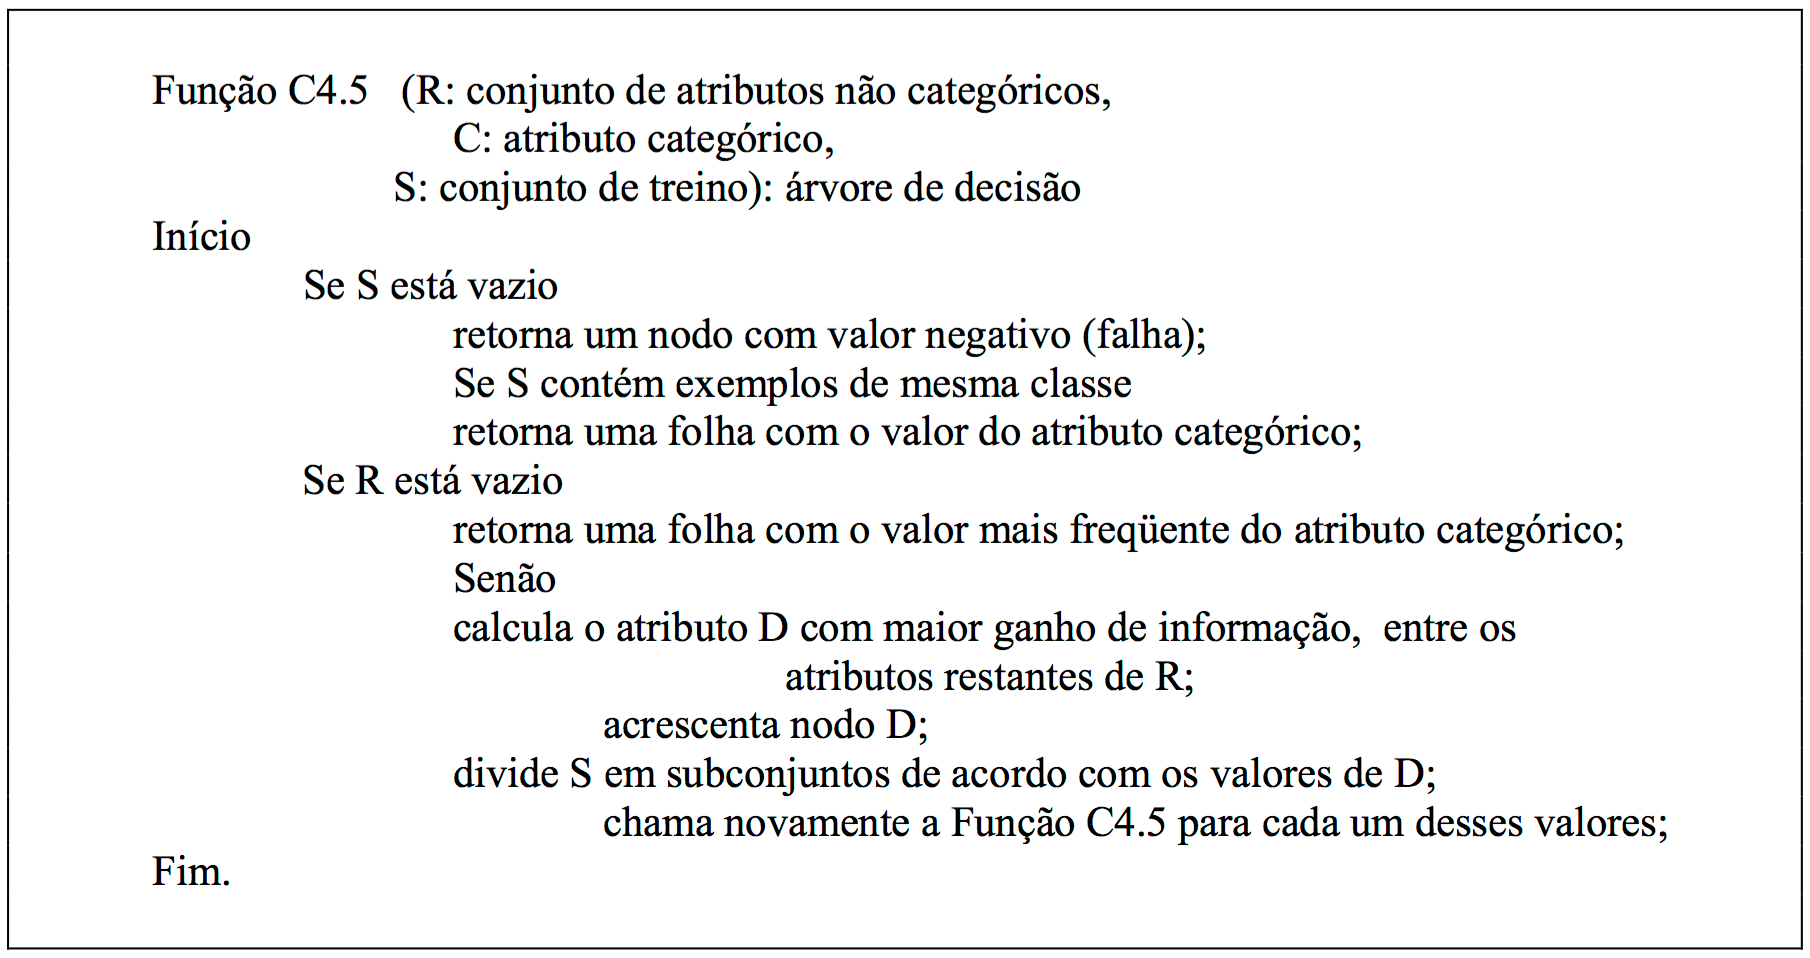 Função C4.5 (R: conjunto de atributos não categóricos,
C: atributo categórico,
S: conjunto de treino): árvore de decisão
Início
Se S está vazio
retorna um nodo com valor negativo (falha);
Se S contém exemplos de mesma classe
retorna uma folha com o valor do atributo categórico;
Se R está vazio
retorna uma folha com o valor mais freqüente do atributo categórico;
Senão
calcula o atributo D com maior ganho de informação, entre os
atributos restantes de R;
acrescenta nodo D;
divide S em subconjuntos de acordo com os valores de D;
chama novamente a Função C4.5 para cada um desses valores;
Fim.